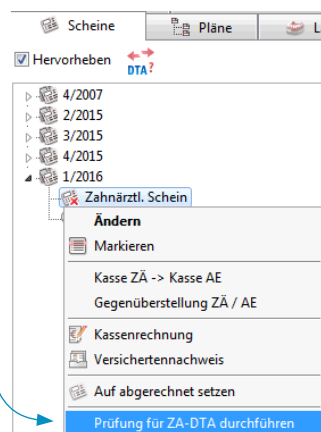 Scheine
Pläne
L
Hervorheben
DTA?
4/2007
2/2015
3/2015
4/2015
1/2016
Zahnärztl. Schein
Ändern
Markieren
Kasse ZÄ -> Kasse AE
Gegenüberstellung ZÄ / AE
Kassenrechnung
Versichertennachweis
Auf abgerechnet setzen
Prüfung für ZA-DTA durchführen